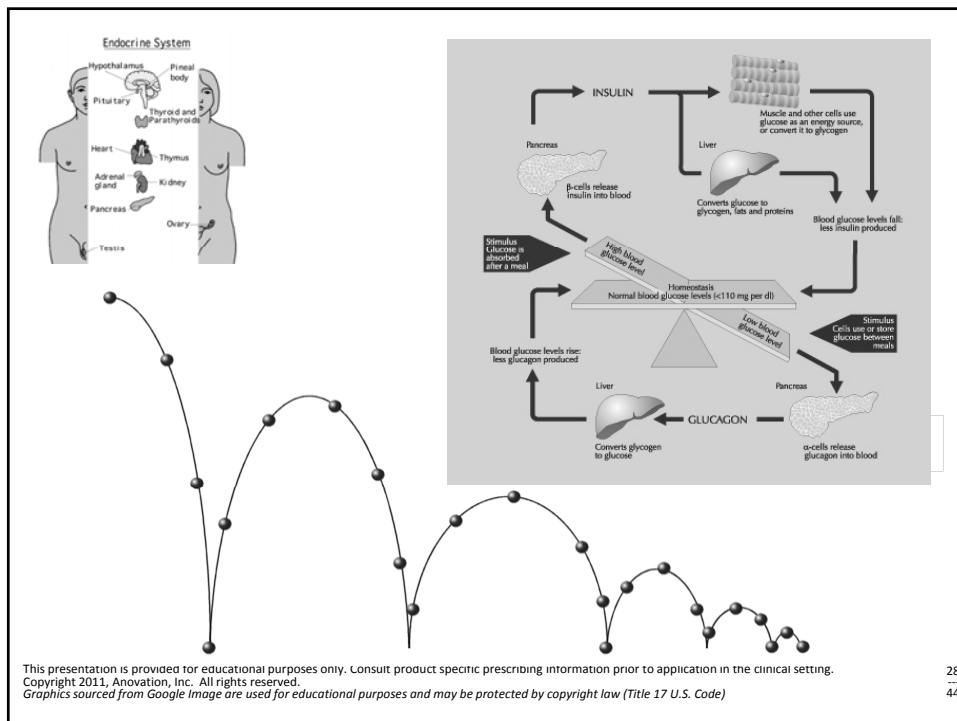 Endocrine System
Hypothalamus
Pineal
body
Pituitary
Thyroid and
Parathyroids
Heart
Thymus
Adrenal
gland
Kidney
Pancreas
Ovary
Testis
INSULIN
Muscle and other cells use
glucose as an energy source,
or convert it to glycogen
Pancreas
β-cells release
insulin into blood
Liver
Converts glucose to
glycogen, fats and proteins
Blood glucose levels fall:
less insulin produced
Stimulus
Glucose is
absorbed
after a meal
High blood
glucose level
Homeostasis
Normal blood glucose levels (<110 mg per dl)
Low blood
glucose level
Stimulus
Cells use or store
glucose between
meals
Blood glucose levels rise:
less glucagon produced
Liver
Converts glycogen
to glucose
GLUCAGON
Pancreas
α-cells release
glucagon into blood
This presentation is provided for educational purposes only. Consult product specific prescribing information prior to application in the clinical setting.
Copyright 2011, Anovation, Inc. All rights reserved.
Graphics sourced from Google Image are used for educational purposes and may be protected by copyright law (Title 17 U.S. Code)
28
---
44